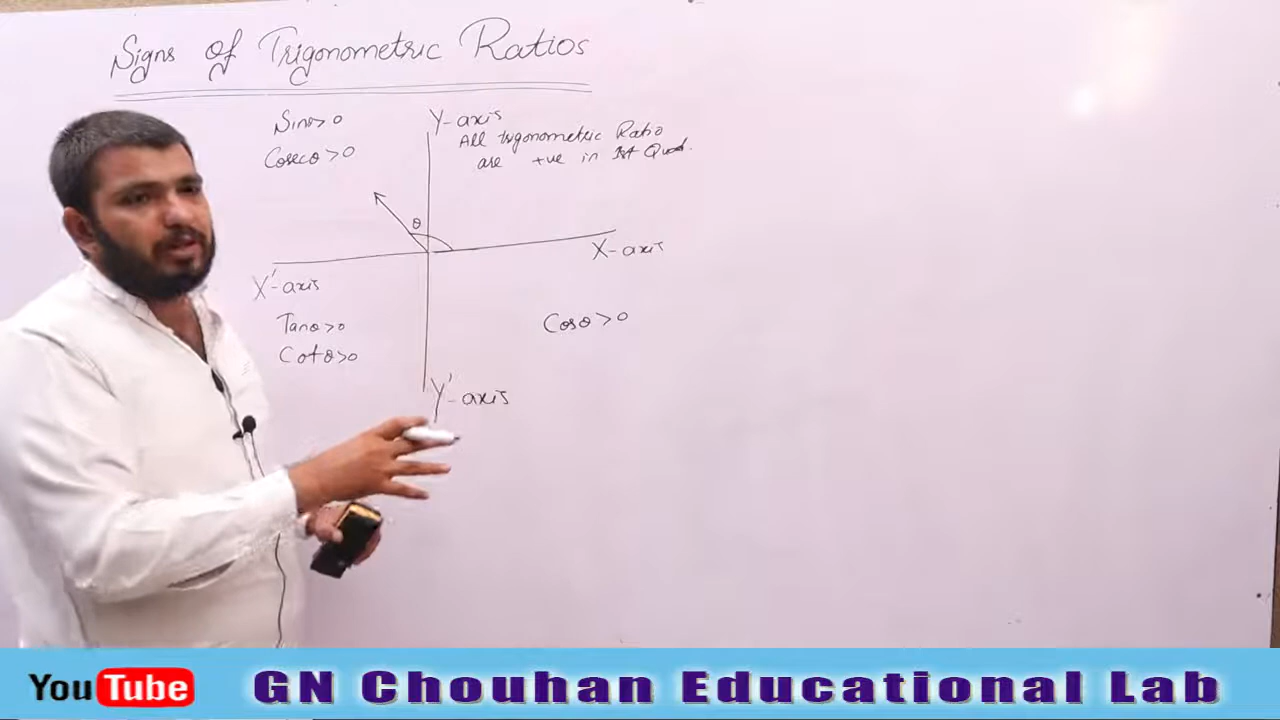 Signs of Trigonometric Ratios
Sinθ>0
Cosecθ>0
Y-axis
All trigonometric Ratio
are +ve in Ist Quad.
θ
X-axis
X'-axis
Tanθ>0
Cotθ>0
Cosθ>0
Y'-axis
YouTube
GN Chouhan Educational Lab